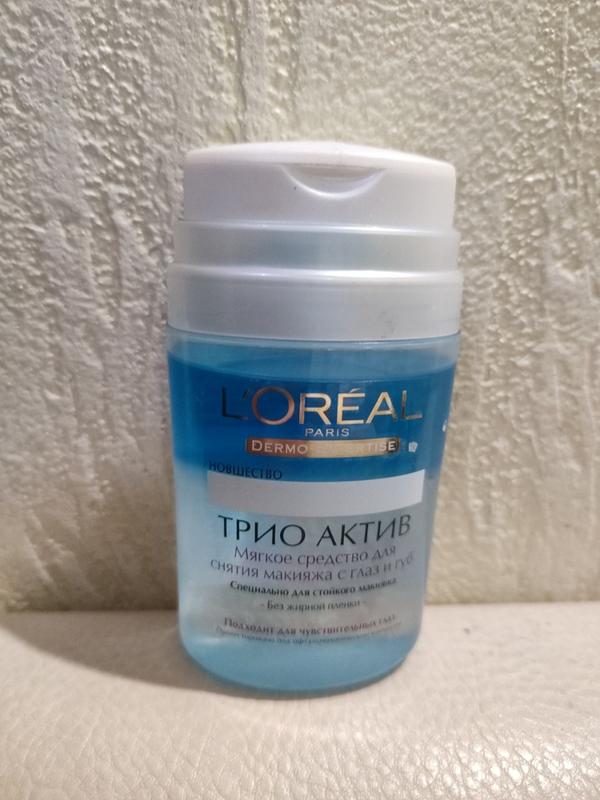 L'ORÉAL
PARIS
DERMO-EXPERTISE
НОВШЕСТВО
ТРИО АКТИВ
Мягкое средство для
снятия макияжа с глаз и губ
Специально для стойкого макияжа
- Без жирной пленки -
Подходит для чувствительных глаз